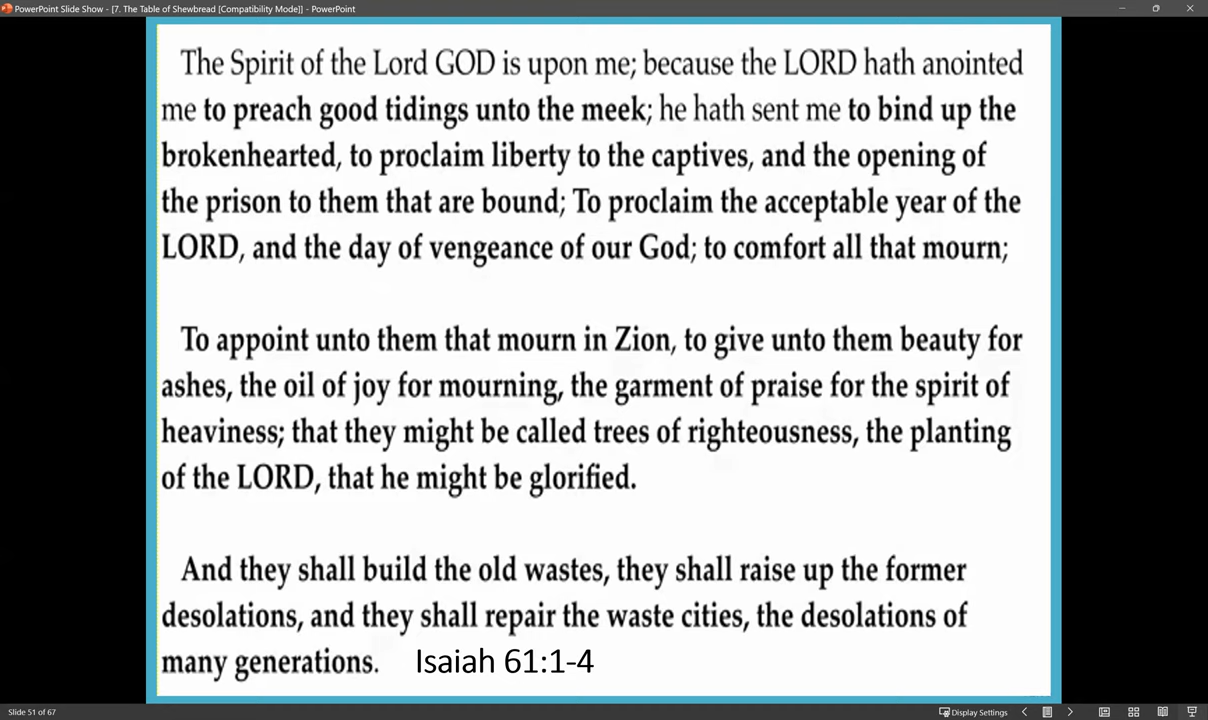 PowerPoint Slide Show - [7. The Table of Shewbread [Compatibility Mode]] - PowerPoint
The Spirit of the Lord GOD is upon me; because the LORD hath anointed
me to preach good tidings unto the meek; he hath sent me to bind up the
brokenhearted, to proclaim liberty to the captives, and the opening of
the prison to them that are bound; To proclaim the acceptable year of the
LORD, and the day of vengeance of our God; to comfort all that mourn;
To appoint unto them that mourn in Zion, to give unto them beauty for
ashes, the oil of joy for mourning, the garment of praise for the spirit of
heaviness; that they might be called trees of righteousness, the planting
of the LORD, that he might be glorified.
And they shall build the old wastes, they shall raise up the former
desolations, and they shall repair the waste cities, the desolations of
many generations. Isaiah 61:1-4
Slide 51 of 67 Display Settings